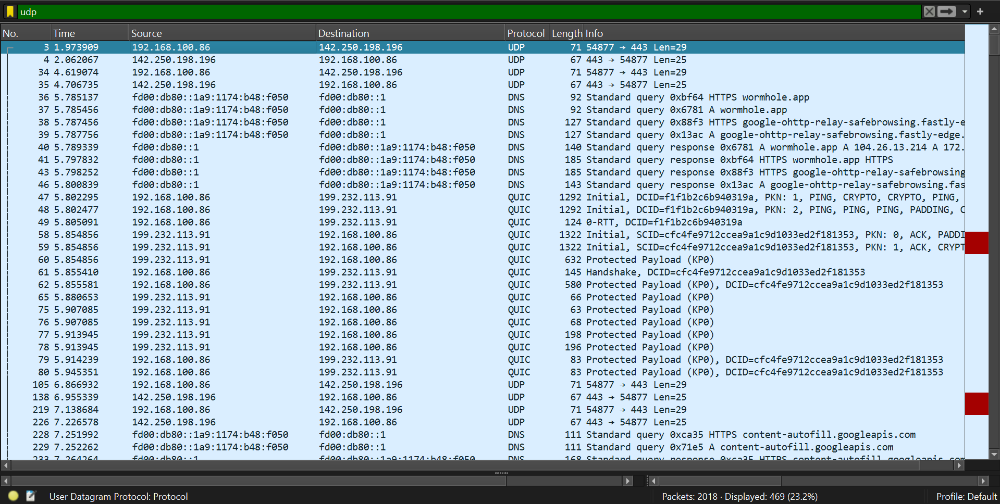 udp
No. Time Source Destination Protocol Length Info
3 1.973909 192.168.100.86 142.250.198.196 UDP 71 54877 → 443 Len=29
4 2.062067 142.250.198.196 192.168.100.86 UDP 67 443 → 54877 Len=25
34 4.619074 192.168.100.86 142.250.198.196 UDP 71 54877 → 443 Len=29
35 4.706735 142.250.198.196 192.168.100.86 UDP 67 443 → 54877 Len=25
36 5.785137 fd00:db80::1a9:1174:b48:f050 fd00:db80::1 DNS 92 Standard query 0xbf64 HTTPS wormhole.app
37 5.785456 fd00:db80::1a9:1174:b48:f050 fd00:db80::1 DNS 92 Standard query 0x6781 A wormhole.app
38 5.787456 fd00:db80::1a9:1174:b48:f050 fd00:db80::1 DNS 127 Standard query 0x88f3 HTTPS google-ohttp-relay-safebrowsing.fastly-e
39 5.787756 fd00:db80::1a9:1174:b48:f050 fd00:db80::1 DNS 127 Standard query 0x13ac A google-ohttp-relay-safebrowsing.fastly-edge.
40 5.789339 fd00:db80::1 fd00:db80::1a9:1174:b48:f050 DNS 140 Standard query response 0x6781 A wormhole.app A 104.26.13.214 A 172.
41 5.797832 fd00:db80::1 fd00:db80::1a9:1174:b48:f050 DNS 185 Standard query response 0xbf64 HTTPS wormhole.app HTTPS
43 5.798252 fd00:db80::1 fd00:db80::1a9:1174:b48:f050 DNS 185 Standard query response 0x88f3 HTTPS google-ohttp-relay-safebrowsing
46 5.800839 fd00:db80::1 fd00:db80::1a9:1174:b48:f050 DNS 143 Standard query response 0x13ac A google-ohttp-relay-safebrowsing.fas
47 5.802295 192.168.100.86 199.232.113.91 QUIC 1292 Initial, DCID=f1f1b2c6b940319a, PKN: 1, PING, CRYPTO, CRYPTO, PING,
48 5.802477 192.168.100.86 199.232.113.91 QUIC 1292 Initial, DCID=f1f1b2c6b940319a, PKN: 2, PING, PING, PING, PADDING, C
49 5.805091 192.168.100.86 199.232.113.91 QUIC 124 0-RTT, DCID=f1f1b2c6b940319a
58 5.854856 199.232.113.91 192.168.100.86 QUIC 1322 Initial, SCID=cfc4fe9712ccea9a1c9d1033ed2f181353, PKN: 0, ACK, PADDI
59 5.854856 199.232.113.91 192.168.100.86 QUIC 1322 Initial, SCID=cfc4fe9712ccea9a1c9d1033ed2f181353, PKN: 1, ACK, CRYPT
60 5.854856 199.232.113.91 192.168.100.86 QUIC 632 Protected Payload (KP0)
61 5.855410 192.168.100.86 199.232.113.91 QUIC 145 Handshake, DCID=cfc4fe9712ccea9a1c9d1033ed2f181353
62 5.855581 192.168.100.86 199.232.113.91 QUIC 580 Protected Payload (KP0), DCID=cfc4fe9712ccea9a1c9d1033ed2f181353
65 5.880653 199.232.113.91 192.168.100.86 QUIC 66 Protected Payload (KP0)
75 5.907085 199.232.113.91 192.168.100.86 QUIC 63 Protected Payload (KP0)
76 5.907085 199.232.113.91 192.168.100.86 QUIC 68 Protected Payload (KP0)
77 5.913945 199.232.113.91 192.168.100.86 QUIC 198 Protected Payload (KP0)
78 5.913945 199.232.113.91 192.168.100.86 QUIC 196 Protected Payload (KP0)
79 5.914239 192.168.100.86 199.232.113.91 QUIC 83 Protected Payload (KP0), DCID=cfc4fe9712ccea9a1c9d1033ed2f181353
80 5.945351 192.168.100.86 199.232.113.91 QUIC 83 Protected Payload (KP0), DCID=cfc4fe9712ccea9a1c9d1033ed2f181353
105 6.866932 192.168.100.86 142.250.198.196 UDP 71 54877 → 443 Len=29
138 6.955339 142.250.198.196 192.168.100.86 UDP 67 443 → 54877 Len=25
219 7.138684 192.168.100.86 142.250.198.196 UDP 71 54877 → 443 Len=29
226 7.226578 142.250.198.196 192.168.100.86 UDP 67 443 → 54877 Len=25
228 7.251992 fd00:db80::1a9:1174:b48:f050 fd00:db80::1 DNS 111 Standard query 0xca35 HTTPS content-autofill.googleapis.com
229 7.252262 fd00:db80::1a9:1174:b48:f050 fd00:db80::1 DNS 111 Standard query 0x71e5 A content-autofill.googleapis.com
233 7.264264 fd00:db80::1 fd00:db80::1a9:1174:b48:f050 DNS 168 Standard query response 0xca35 HTTPS content-autofill.googleapis.com
User Datagram Protocol: Protocol Packets: 2018 · Displayed: 469 (23.2%) Profile: Default